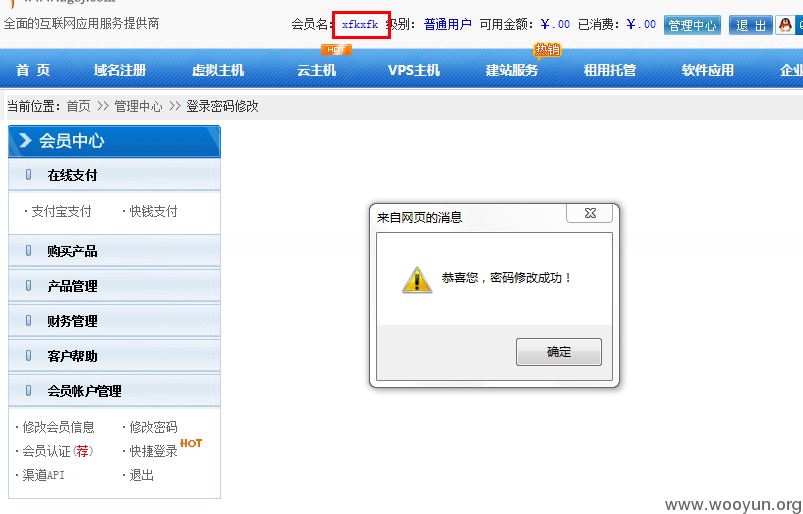 全面的互联网应用服务提供商
会员名: xfkxfk 级别: 普通用户 可用金额: ￥.00 已消费: ￥.00 管理中心 退 出
HOT 热销
首 页 域名注册 虚拟主机 云主机 VPS主机 建站服务 租用托管 软件应用 企业
当前位置: 首页 >> 管理中心 >> 登录密码修改
会员中心
在线支付
·支付宝支付 ·快钱支付
购买产品
产品管理
财务管理
客户帮助
会员帐户管理
·修改会员信息 ·修改密码
·会员认证(荐) ·快捷登录 HOT
·渠道API ·退出
来自网页的消息
恭喜您，密码修改成功！
确定
www.wooyun.org